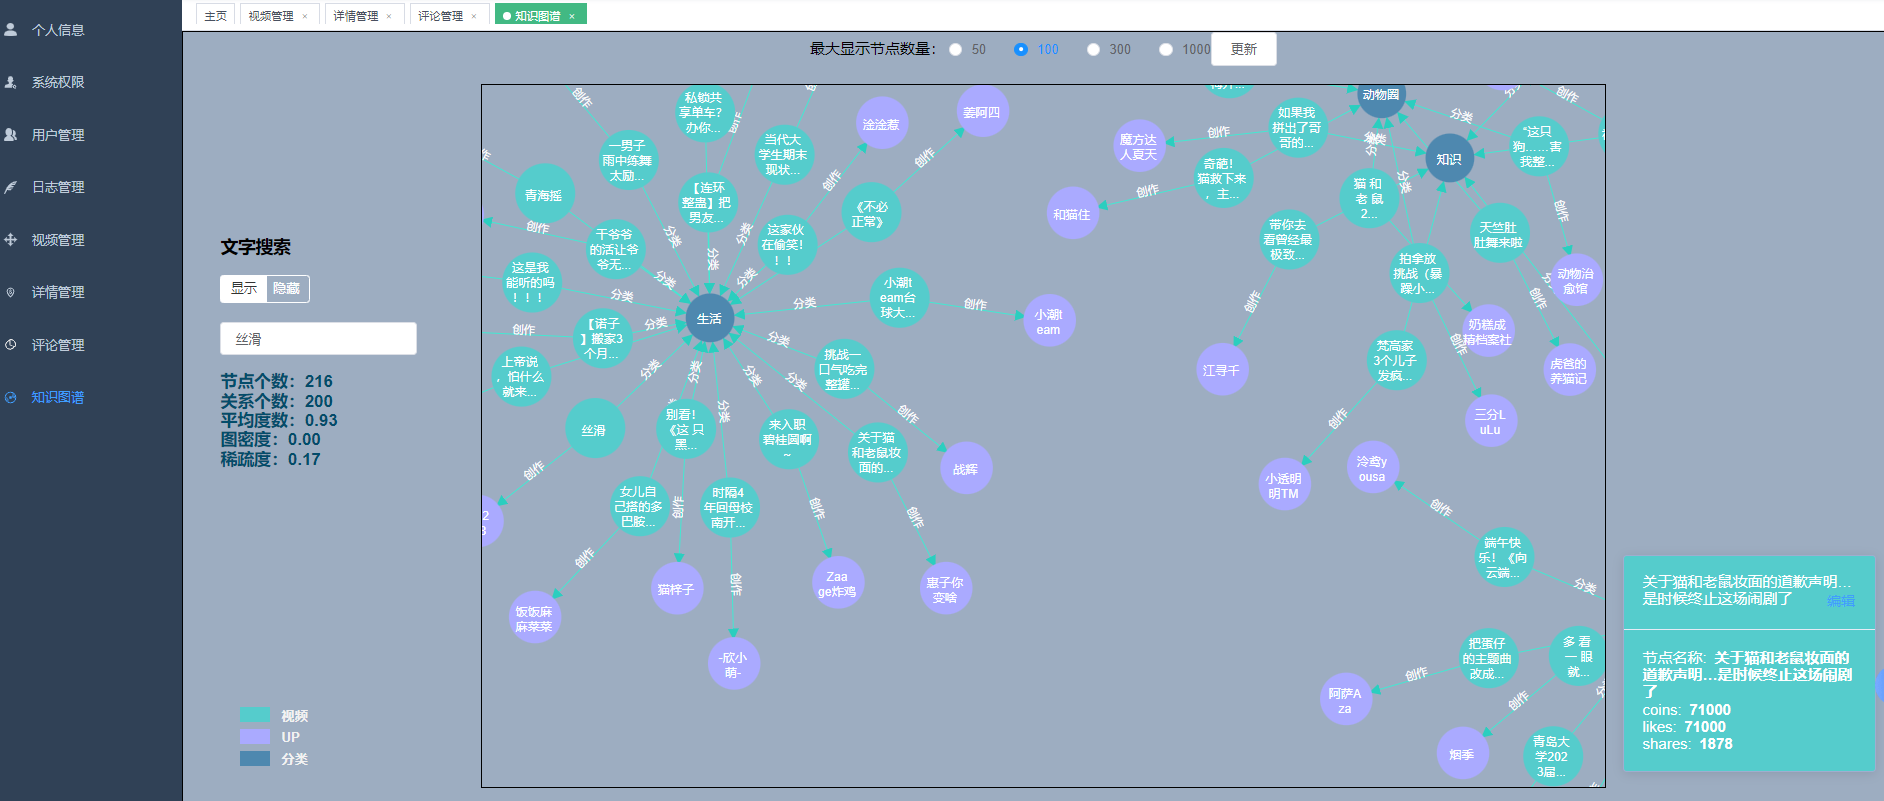 个人信息
系统权限
用户管理
日志管理
视频管理
详情管理
评论管理
知识图谱
主页
视频管理 ×
详情管理 ×
评论管理 ×
知识图谱 ×
最大显示节点数量：
50
100
300
1000
更新
文字搜索
显示
隐藏
丝滑
节点个数：216
关系个数：200
平均度数：0.93
图密度：0.00
稀疏度：0.17
视频
UP
分类
私锁共
享单车?
办你...
一男子
雨中练舞
太励...
青海摇
【连环
整蛊】把
男友...
当代大
学生期末
现状...
淦淦惹
姜阿四
《不必
正常》
这家伙
在偷笑!
！！
干爷爷
的活让爷
爷无...
这是我
能听的吗
！！！
【诺子
】搬家3
个月...
上帝说
，怕什么
就来...
生活
小潮t
eam台
球大...
小潮t
eam
挑战一
口气吃完
整罐...
丝滑
别看!
《这 只
黑...
来入职
碧桂园啊
~
关于猫
和老鼠妆
面的...
战辉
女儿自
己搭的多
巴胺...
时隔4
年回母校
南开...
饭饭麻
麻菜菜
猫梓子
-欣小
萌-
Zaa
ge炸鸡
惠子你
变啥
动物圈
知识
如果我
拼出了哥
哥的...
魔方达
人夏天
奇葩!
猫救下来
，主...
和猫住
猫 和
老 鼠
2...
"这只
狗......害
我整...
带你去
看曾经最
极致...
天竺肚
肚舞来啦
拍拿放
挑战（暴
躁小...
动物治
愈馆
奶糕成
精档案社
虎爸的
养猫记
江寻千
梵高家
3个儿子
发疯...
三分L
uLu
小透明
明TM
泠鸢y
ousa
端午快
乐! 《向
云端...
把蛋仔
的主题曲
改成...
多 看
一 眼
就...
阿萨A
za
烟季
青岛大
学202
3届...
创作
分类
关于猫和老鼠妆面的道歉声明...
是时候终止这场闹剧了
编辑
节点名称: 关于猫和老鼠妆面的
道歉声明...是时候终止这场闹剧
了
coins: 71000
likes: 71000
shares: 1878